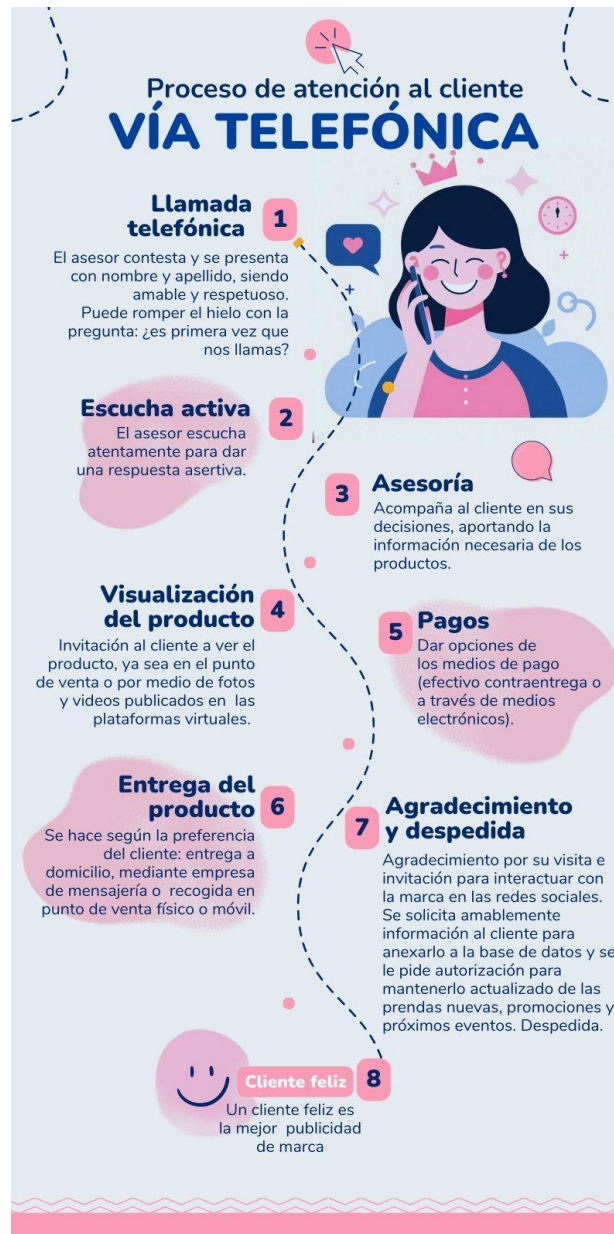 Proceso de atención al cliente
VÍA TELEFÓNICA
Llamada
telefónica
1
El asesor contesta y se presenta
con nombre y apellido, siendo
amable y respetuoso.
Puede romper el hielo con la
pregunta: ¿es primera vez que
nos llamas?
Escucha activa
2
El asesor escucha
atentamente para dar
una respuesta asertiva.
3
Asesoría
Acompaña al cliente en sus
decisiones, aportando la
información necesaria de los
productos.
Visualización
del producto
4
Invitación al cliente a ver el
producto, ya sea en el punto
de venta o por medio de fotos
y videos publicados en las
plataformas virtuales.
5
Pagos
Dar opciones de
los medios de pago
(efectivo contraentrega o
a través de medios
electrónicos).
Entrega del
producto
6
Se hace según la preferencia
del cliente: entrega a
domicilio, mediante empresa
de mensajería o recogida en
punto de venta físico o móvil.
7
Agradecimiento
y despedida
Agradecimiento por su visita e
invitación para interactuar con
la marca en las redes sociales.
Se solicita amablemente
información al cliente para
anexarlo a la base de datos y se
le pide autorización para
mantenerlo actualizado de las
prendas nuevas, promociones y
próximos eventos. Despedida.
Cliente feliz
8
Un cliente feliz es
la mejor publicidad
de marca